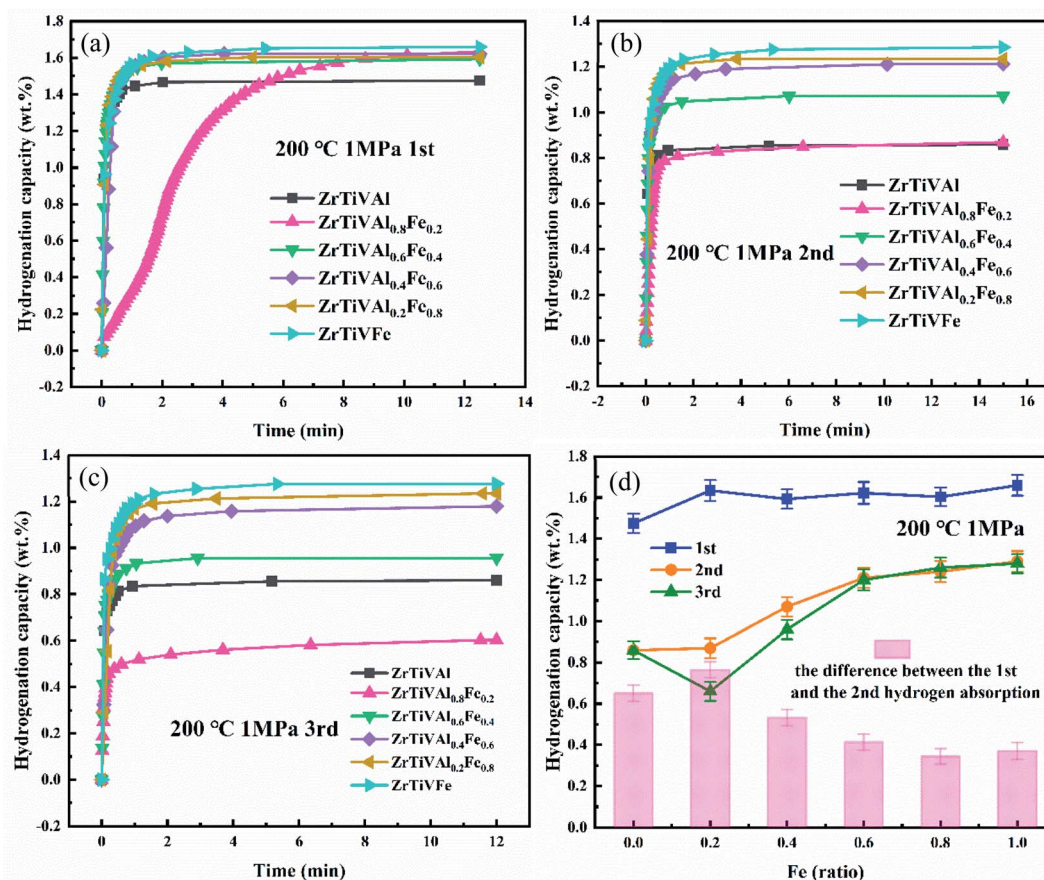 (a)
Hydrogenation capacity (wt.%)
1.8
1.6
1.4
1.2
1.0
0.8
0.6
0.4
0.2
0.0
-0.2
200 °C 1MPa 1st
ZrTiVAl
ZrTiVAl0.8Fe0.2
ZrTiVAl0.6Fe0.4
ZrTiVAl0.4Fe0.6
ZrTiVAl0.2Fe0.8
ZrTiVFe
0 2 4 6 8 10 12 14
Time (min)
(b)
Hydrogenation capacity (wt.%)
1.4
1.2
1.0
0.8
0.6
0.4
0.2
0.0
-0.2
200 °C 1MPa 2nd
ZrTiVAl
ZrTiVAl0.8Fe0.2
ZrTiVAl0.6Fe0.4
ZrTiVAl0.4Fe0.6
ZrTiVAl0.2Fe0.8
ZrTiVFe
-2 0 2 4 6 8 10 12 14 16
Time (min)
(c)
Hydrogenation capacity (wt.%)
1.4
1.2
1.0
0.8
0.6
0.4
0.2
0.0
-0.2
200 °C 1MPa 3rd
ZrTiVAl
ZrTiVAl0.8Fe0.2
ZrTiVAl0.6Fe0.4
ZrTiVAl0.4Fe0.6
ZrTiVAl0.2Fe0.8
ZrTiVFe
0 2 4 6 8 10 12
Time (min)
(d)
Hydrogenation capacity (wt.%)
1.8
1.6
1.4
1.2
1.0
0.8
0.6
0.4
0.2
0.0
200 °C 1MPa
1st
2nd
3rd
the difference between the 1st
and the 2nd hydrogen absorption
0.0 0.2 0.4 0.6 0.8 1.0
Fe (ratio)